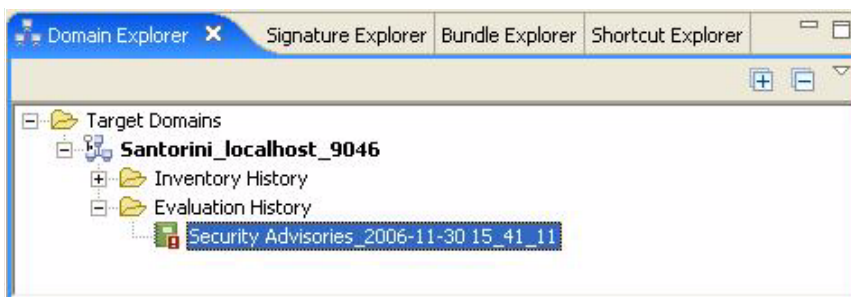 Domain Explorer Signature Explorer Bundle Explorer Shortcut Explorer
Target Domains
Santorini_localhost_9046
Inventory History
Evaluation History
Security Advisories_2006-11-30 15_41_11